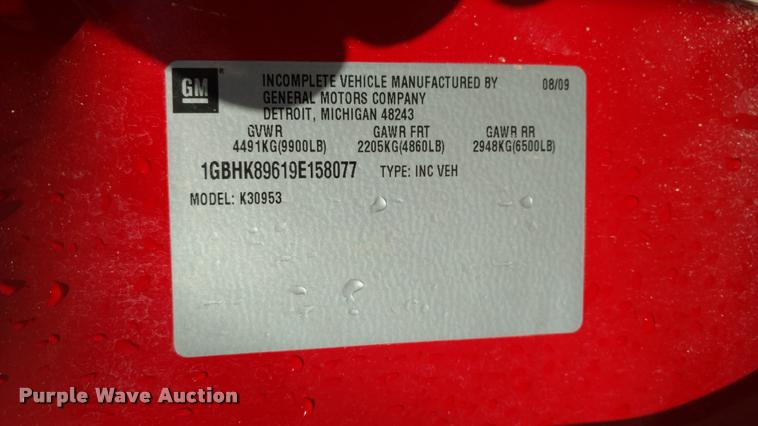 GM
INCOMPLETE VEHICLE MANUFACTURED BY 08/09
GENERAL MOTORS COMPANY
DETROIT, MICHIGAN 48243
GVWR GAWR FRT GAWR RR
4491KG(9900LB) 2205KG(4860LB) 2948KG(6500LB)
1GBHK89619E158077 TYPE: INC VEH
MODEL: K30953
Purple Wave Auction